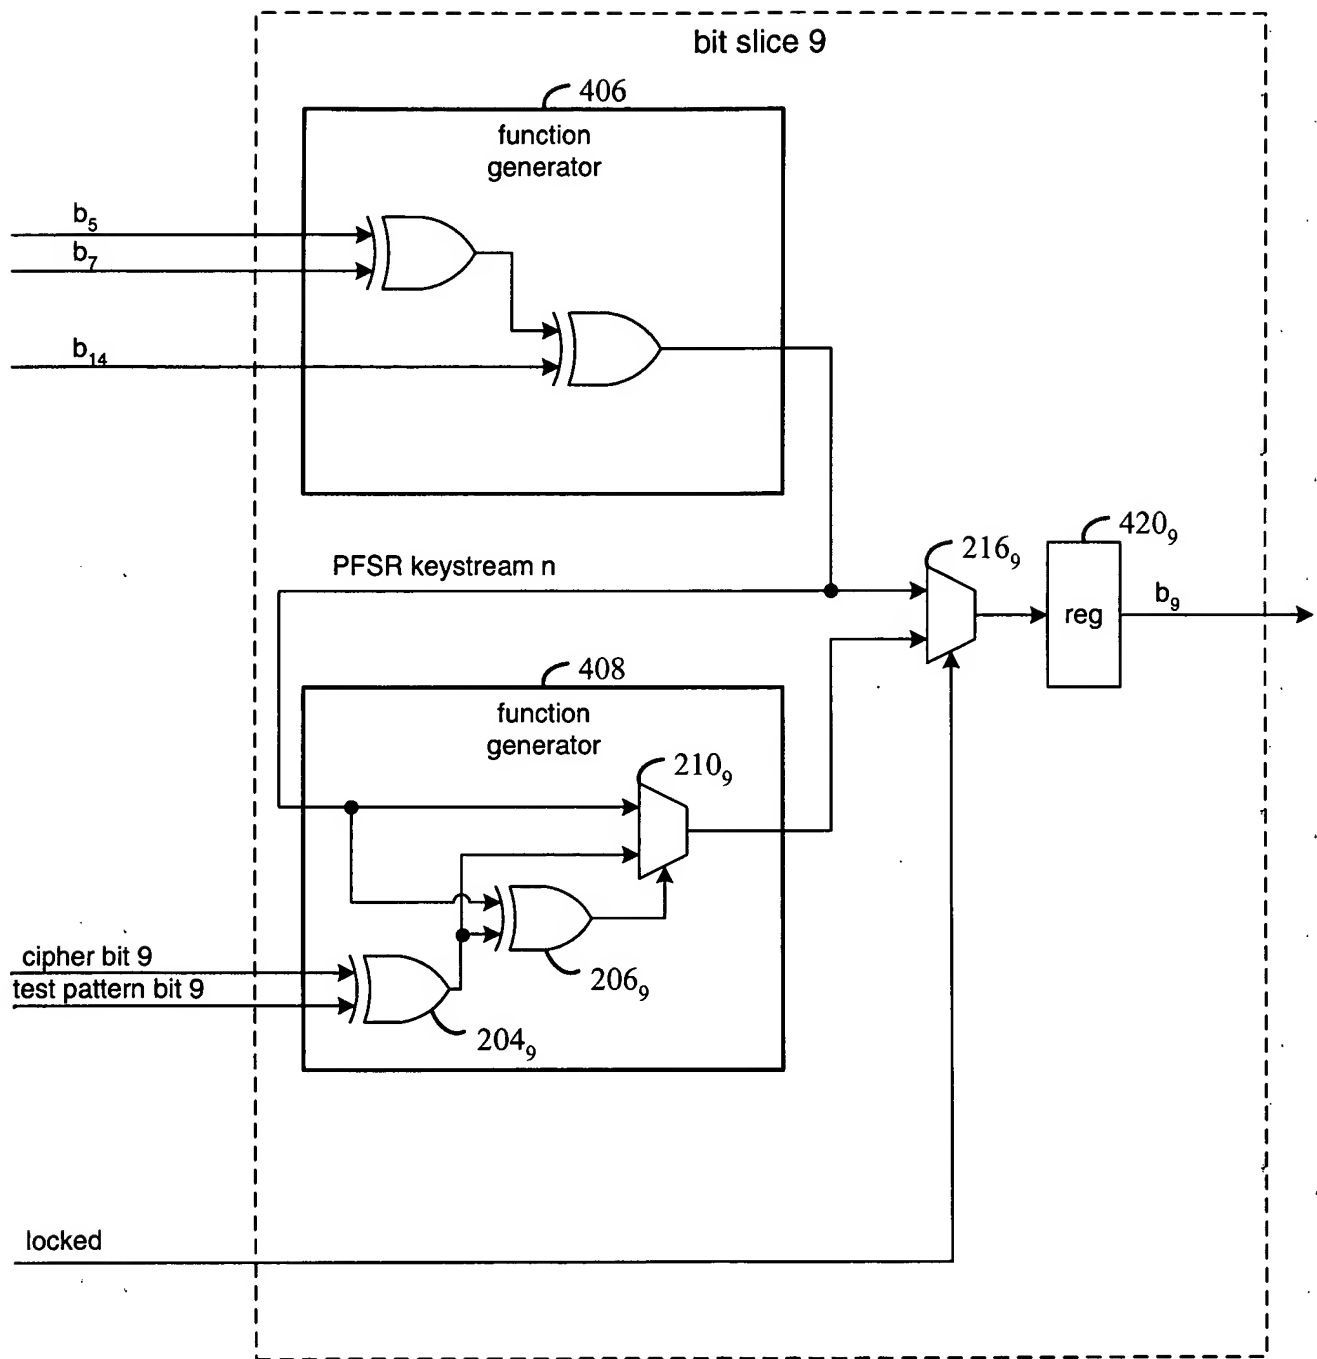 bit slice 9
406
function
generator
b5
b7
b14
PFSR keystream n
2169
4209
reg
b9
408
function
generator
2109
2069
cipher bit 9
test pattern bit 9
2049
locked